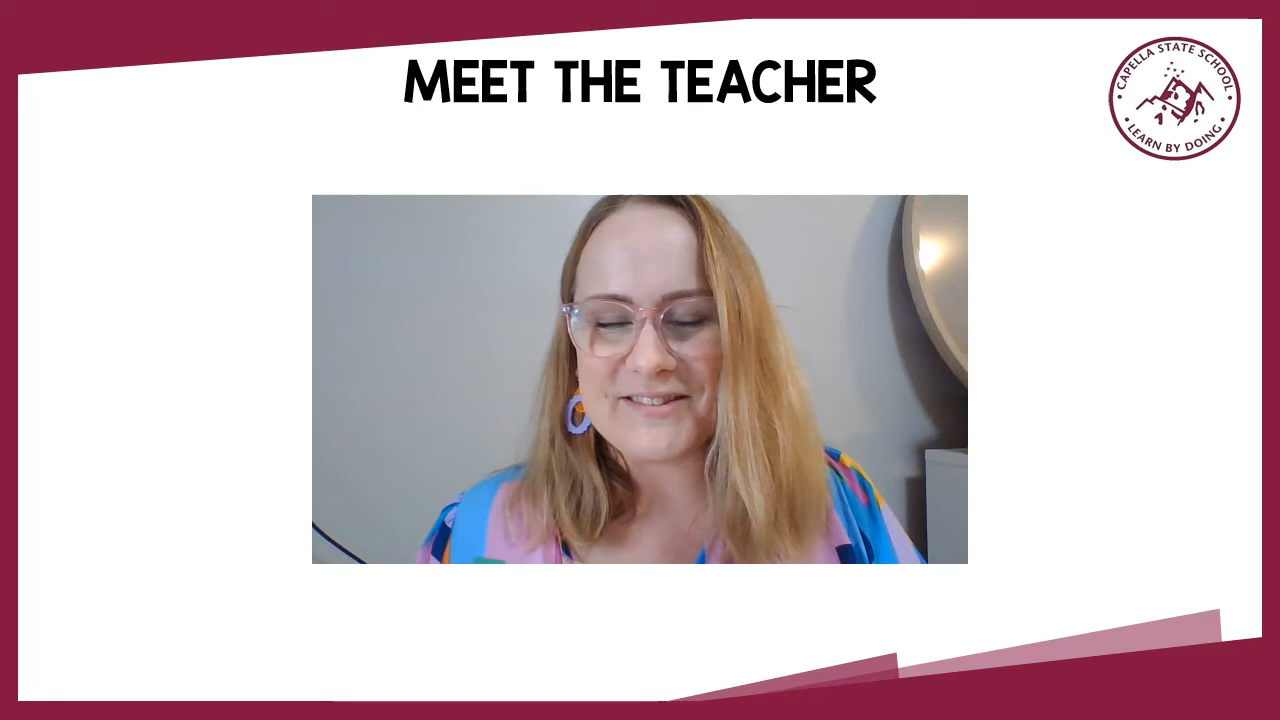 MEET THE TEACHER
CAPELLA STATE SCHOOL
• LEARN BY DOING •